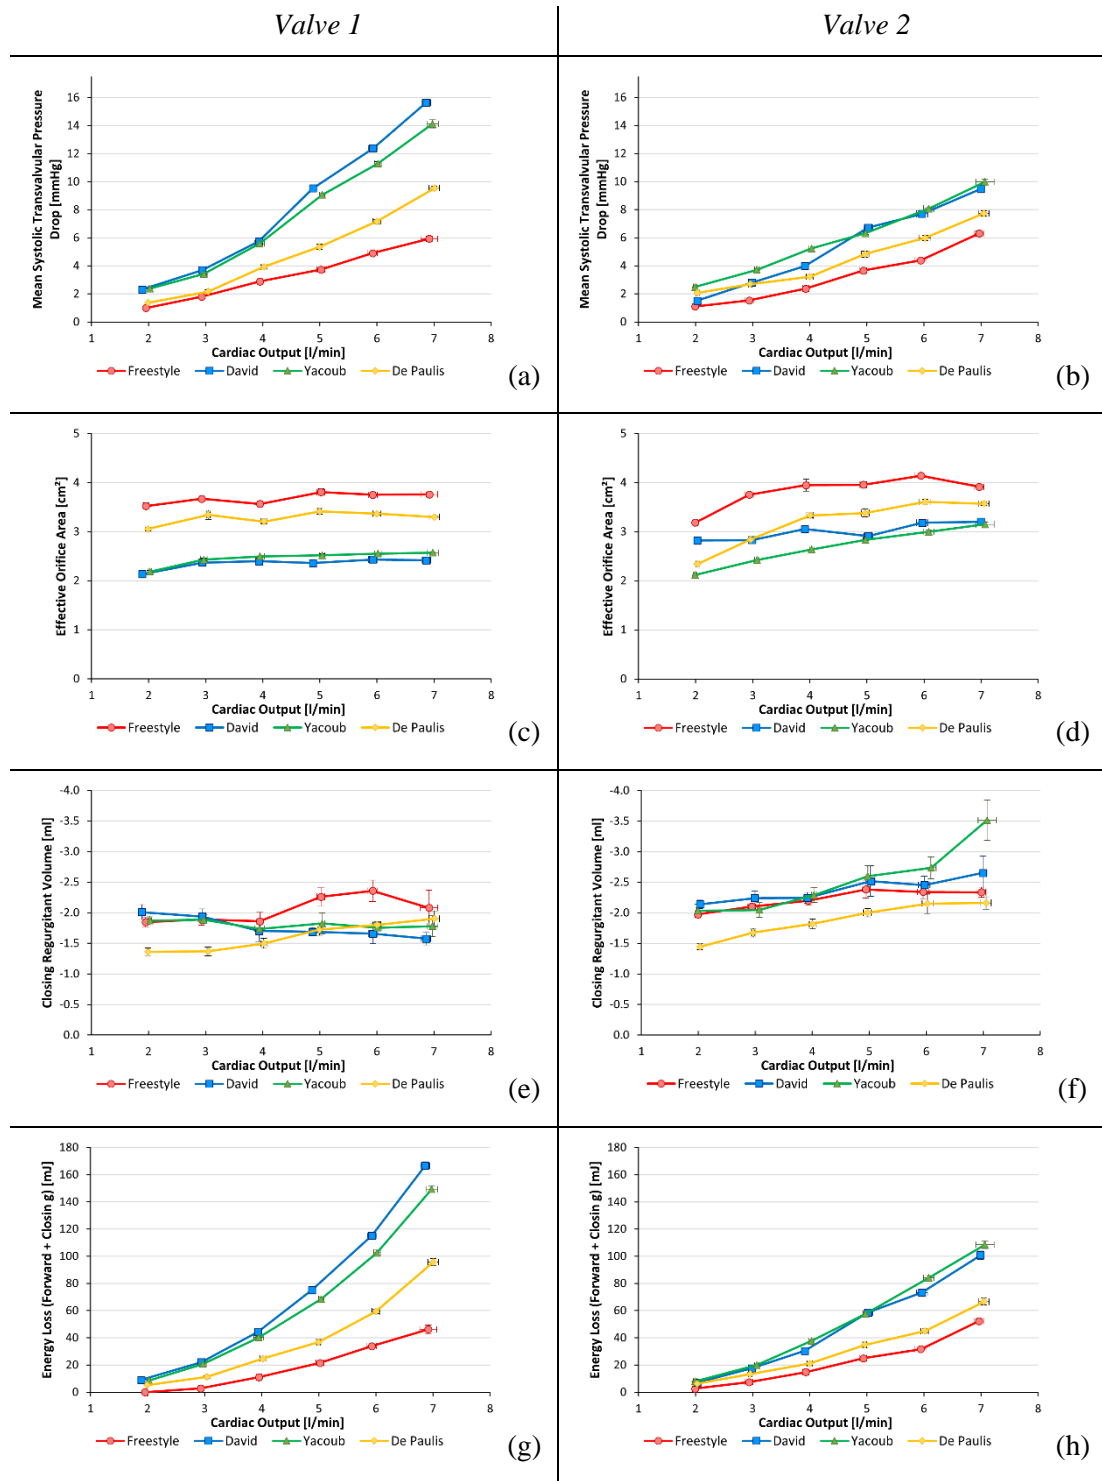 Valve 1
Valve 2
Mean Systolic Transvalvular Pressure
Drop [mmHg]
16
14
12
10
8
6
4
2
0
1 2 3 4 5 6 7 8
Cardiac Output [l/min]
Freestyle David Yacoub De Paulis
(a)
Mean Systolic Transvalvular Pressure
Drop [mmHg]
16
14
12
10
8
6
4
2
0
1 2 3 4 5 6 7 8
Cardiac Output [l/min]
Freestyle David Yacoub De Paulis
(b)
Effective Orifice Area [cm²]
5
4
3
2
1
0
1 2 3 4 5 6 7 8
Cardiac Output [l/min]
Freestyle David Yacoub De Paulis
(c)
Effective Orifice Area [cm²]
5
4
3
2
1
0
1 2 3 4 5 6 7 8
Cardiac Output [l/min]
Freestyle David Yacoub De Paulis
(d)
Closing Regurgitant Volume [ml]
-4.0
-3.5
-3.0
-2.5
-2.0
-1.5
-1.0
-0.5
0.0
1 2 3 4 5 6 7 8
Cardiac Output [l/min]
Freestyle David Yacoub De Paulis
(e)
Closing Regurgitant Volume [ml]
-4.0
-3.5
-3.0
-2.5
-2.0
-1.5
-1.0
-0.5
0.0
1 2 3 4 5 6 7 8
Cardiac Output [l/min]
Freestyle David Yacoub De Paulis
(f)
Energy Loss (Forward + Closin g) [mJ]
180
160
140
120
100
80
60
40
20
0
1 2 3 4 5 6 7 8
Cardiac Output [l/min]
Freestyle David Yacoub De Paulis
(g)
Energy Loss (Forward + Closin g) [mJ]
180
160
140
120
100
80
60
40
20
0
1 2 3 4 5 6 7 8
Cardiac Output [l/min]
Freestyle David Yacoub De Paulis
(h)